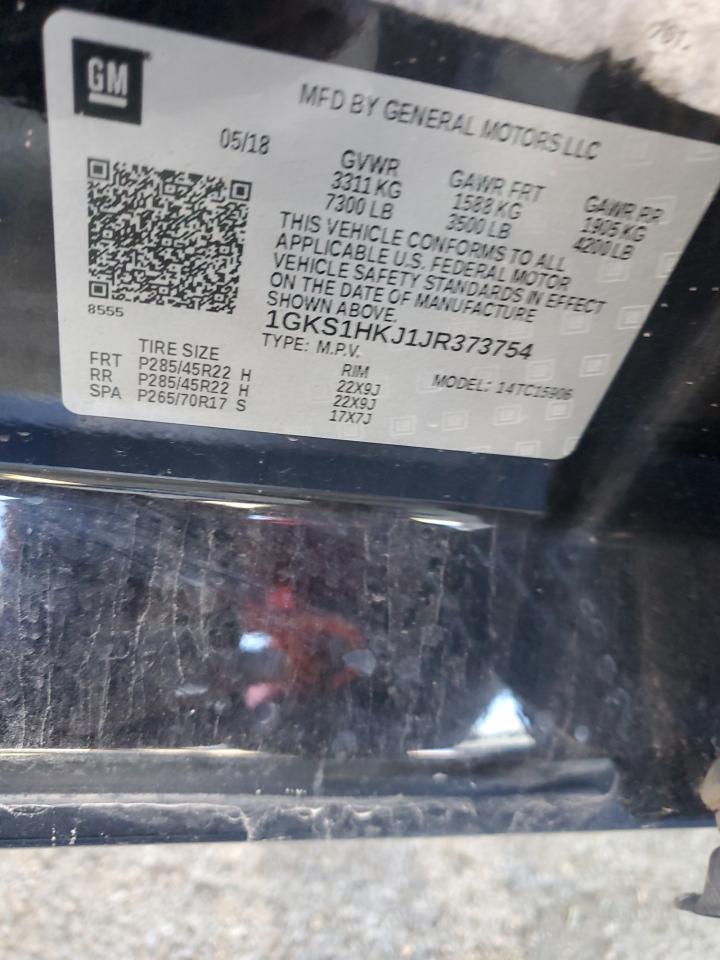 GM
MFD BY GENERAL MOTORS LLC
05/18
GVWR GAWR FRT GAWR RR
3311 KG 1588 KG 1905 KG
7300 LB 3500 LB 4200 LB
THIS VEHICLE CONFORMS TO ALL
APPLICABLE U.S. FEDERAL MOTOR
VEHICLE SAFETY STANDARDS IN EFFECT
ON THE DATE OF MANUFACTURE
SHOWN ABOVE.
8555
1GKS1HKJ1JR373754
TYPE: M.P.V.
MODEL: 14TC15906
TIRE SIZE RIM
FRT P285/45R22 H 22X9J
RR P285/45R22 H 22X9J
SPA P265/70R17 S 17X7J